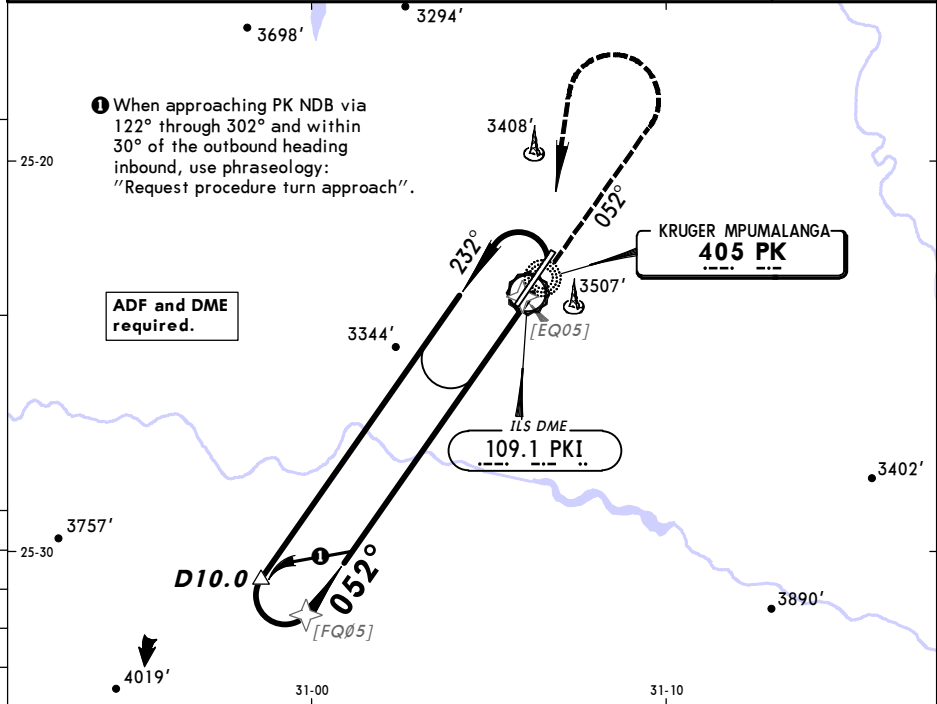 3294'
3698'
❶ When approaching PK NDB via
122° through 302° and within
30° of the outbound heading
inbound, use phraseology:
"Request procedure turn approach".
3408'
25-20
052°
232°
KRUGER MPUMALANGA
405 PK
3507'
ADF and DME
required.
[EQ05]
3344'
ILS DME
109.1 PKI
3402'
3757'
25-30
❶
052°
D10.0
3890'
[FQØ5]
4019'
31-00
31-10